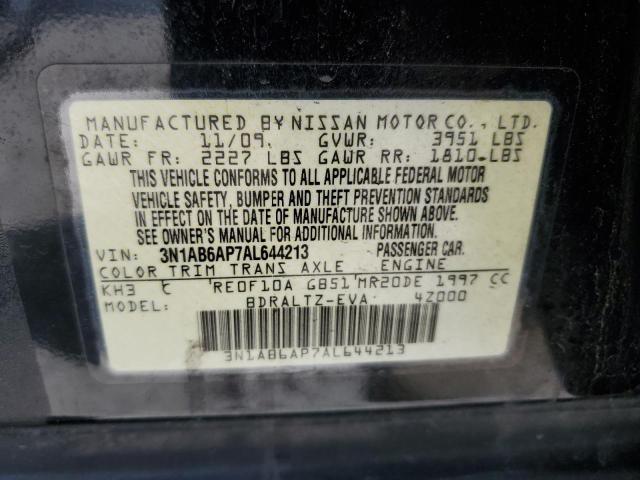 MANUFACTURED BY NISSAN MOTOR CO., LTD.
DATE: 11/09. GVWR: 3951 LBS
GAWR FR: 2227 LBS GAWR RR: 1810 LBS
THIS VEHICLE CONFORMS TO ALL APPLICABLE FEDERAL MOTOR
VEHICLE SAFETY, BUMPER AND THEFT PREVENTION STANDARDS
IN EFFECT ON THE DATE OF MANUFACTURE SHOWN ABOVE.
SEE OWNER'S MANUAL FOR ADDITIONAL INFORMATION.
VIN: 3N1AB6AP7AL644213 PASSENGER CAR.
COLOR TRIM TRANS AXLE ENGINE
KH3 C RE0F10A GB51 MR20DE 1997 CC
BDRALTZ-EVA 4Z000
3N1AB6AP7AL644213